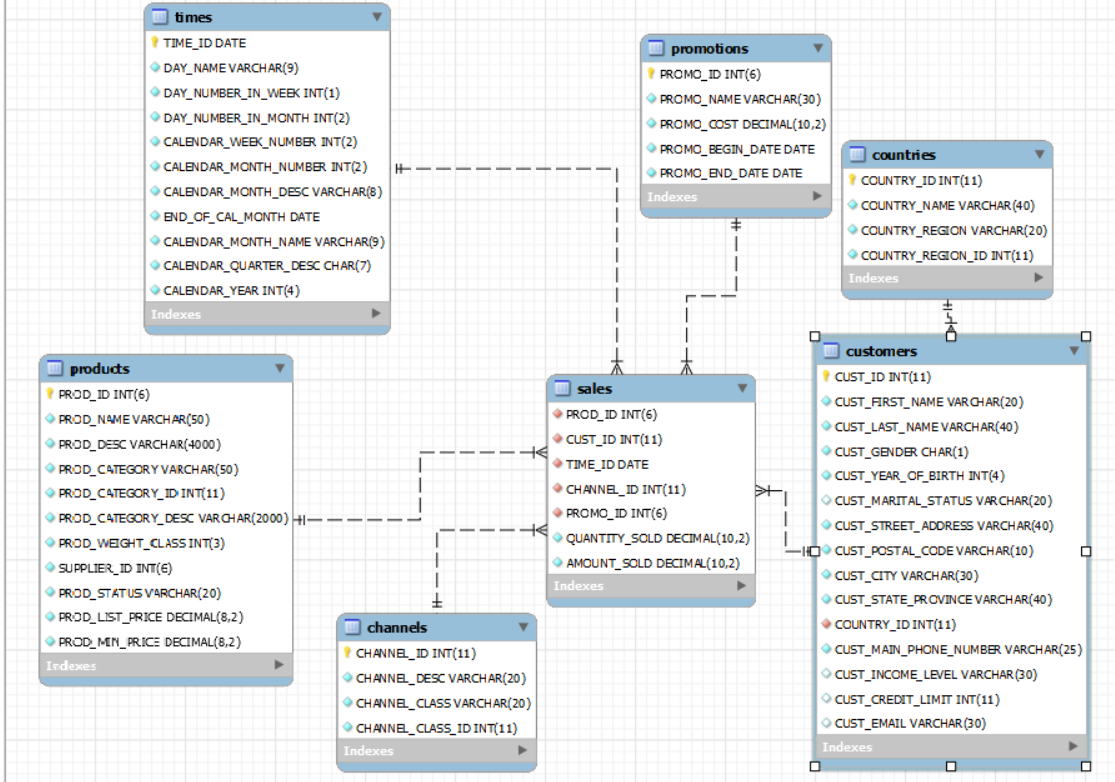 times
TIME_ID DATE
DAY_NAME VARCHAR(9)
DAY_NUMBER_IN_WEEK INT(1)
DAY_NUMBER_IN_MONTH INT(2)
CALENDAR_WEEK_NUMBER INT(2)
CALENDAR_MONTH_NUMBER INT(2)
CALENDAR_MONTH_DESC VARCHAR(8)
END_OF_CAL_MONTH DATE
CALENDAR_MONTH_NAME VARCHAR(9)
CALENDAR_QUARTER_DESC CHAR(7)
CALENDAR_YEAR INT(4)
Indexes
promotions
PROMO_ID INT(6)
PROMO_NAME VARCHAR(30)
PROMO_COST DECIMAL(10,2)
PROMO_BEGIN_DATE DATE
PROMO_END_DATE DATE
Indexes
countries
COUNTRY_ID INT(11)
COUNTRY_NAME VARCHAR(40)
COUNTRY_REGION VARCHAR(20)
COUNTRY_REGION_ID INT(11)
Indexes
products
PROD_ID INT(6)
PROD_NAME VARCHAR(50)
PROD_DESC VARCHAR(4000)
PROD_CATEGORY VARCHAR(50)
PROD_CATEGORY_ID INT(11)
PROD_CATEGORY_DESC VARCHAR(2000)
PROD_WEIGHT_CLASS INT(3)
SUPPLIER_ID INT(6)
PROD_STATUS VARCHAR(20)
PROD_LIST_PRICE DECIMAL(8,2)
PROD_MIN_PRICE DECIMAL(8,2)
Indexes
sales
PROD_ID INT(6)
CUST_ID INT(11)
TIME_ID DATE
CHANNEL_ID INT(11)
PROMO_ID INT(6)
QUANTITY_SOLD DECIMAL(10,2)
AMOUNT_SOLD DECIMAL(10,2)
Indexes
customers
CUST_ID INT(11)
CUST_FIRST_NAME VARCHAR(20)
CUST_LAST_NAME VARCHAR(40)
CUST_GENDER CHAR(1)
CUST_YEAR_OF_BIRTH INT(4)
CUST_MARITAL_STATUS VARCHAR(20)
CUST_STREET_ADDRESS VARCHAR(40)
CUST_POSTAL_CODE VARCHAR(10)
CUST_CITY VARCHAR(30)
CUST_STATE_PROVINCE VARCHAR(40)
COUNTRY_ID INT(11)
CUST_MAIN_PHONE_NUMBER VARCHAR(25)
CUST_INCOME_LEVEL VARCHAR(30)
CUST_CREDIT_LIMIT INT(11)
CUST_EMAIL VARCHAR(30)
Indexes
channels
CHANNEL_ID INT(11)
CHANNEL_DESC VARCHAR(20)
CHANNEL_CLASS VARCHAR(20)
CHANNEL_CLASS_ID INT(11)
Indexes